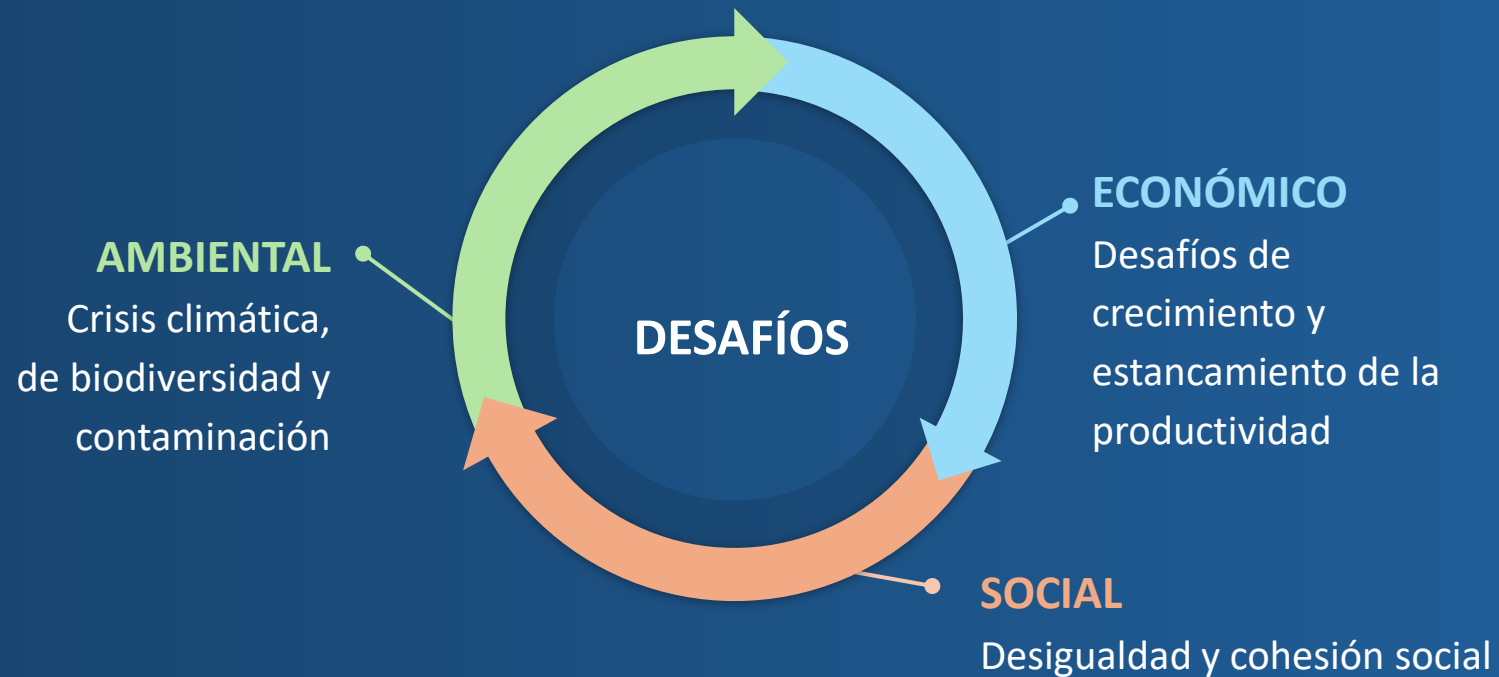 AMBIENTAL
Crisis climática,
de biodiversidad y
contaminación
DESAFÍOS
ECONÓMICO
Desafíos de
crecimiento y
estancamiento de la
productividad
SOCIAL
Desigualdad y cohesión social